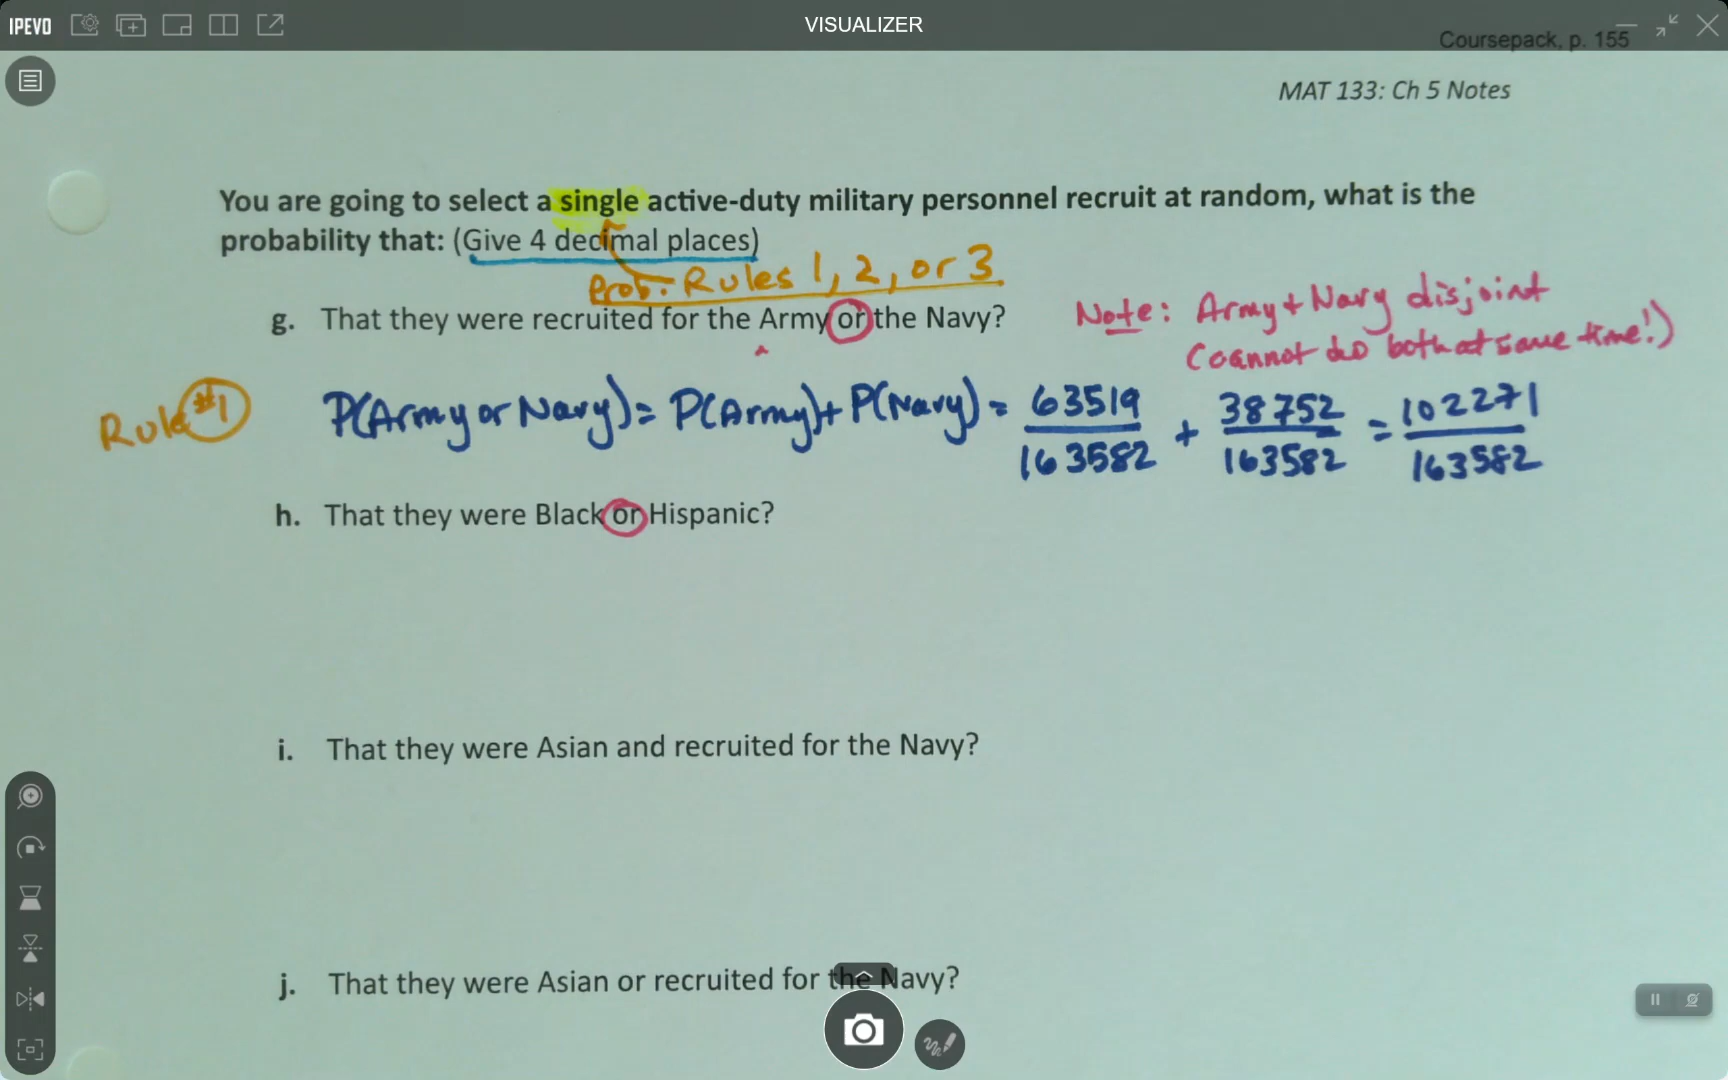 IPEVO
VISUALIZER
Coursepack, p. 155
MAT 133: Ch 5 Notes
You are going to select a single active-duty military personnel recruit at random, what is the
probability that: (Give 4 decimal places)
Prob. Rules 1, 2, or 3
g. That they were recruited for the Army or the Navy?
Note: Army + Navy disjoint
(cannot do both at same time!)
Rule #1
P(Army or Navy) = P(Army) + P(Navy) = 63519/163582 + 38752/163582 = 102271/163582
h. That they were Black or Hispanic?
i. That they were Asian and recruited for the Navy?
j. That they were Asian or recruited for the Navy?